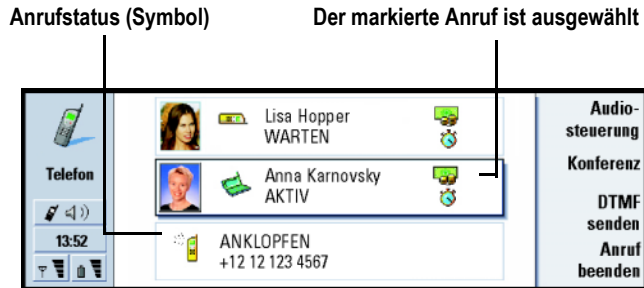 Anrufstatus (Symbol)
Der markierte Anruf ist ausgewählt
Telefon
13:52
Lisa Hopper
WARTEN
Anna Karnovsky
AKTIV
ANKLOPFEN
+12 12 123 4567
Audio-
steuerung
Konferenz
DTMF
senden
Anruf
beenden